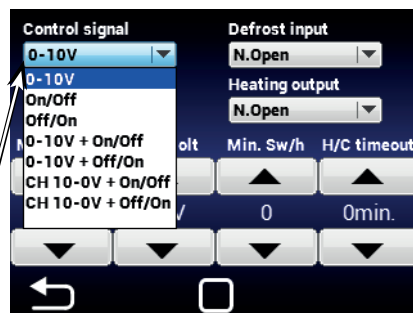 Control signal
Defrost input
0-10V
N.Open
0-10V
On/Off
Off/On
0-10V + On/Off
0-10V + Off/On
CH 10-0V + On/Off
CH 10-0V + Off/On
Heating output
N.Open
M
olt
Min. Sw/h
H/C timeout
V
0
0min.